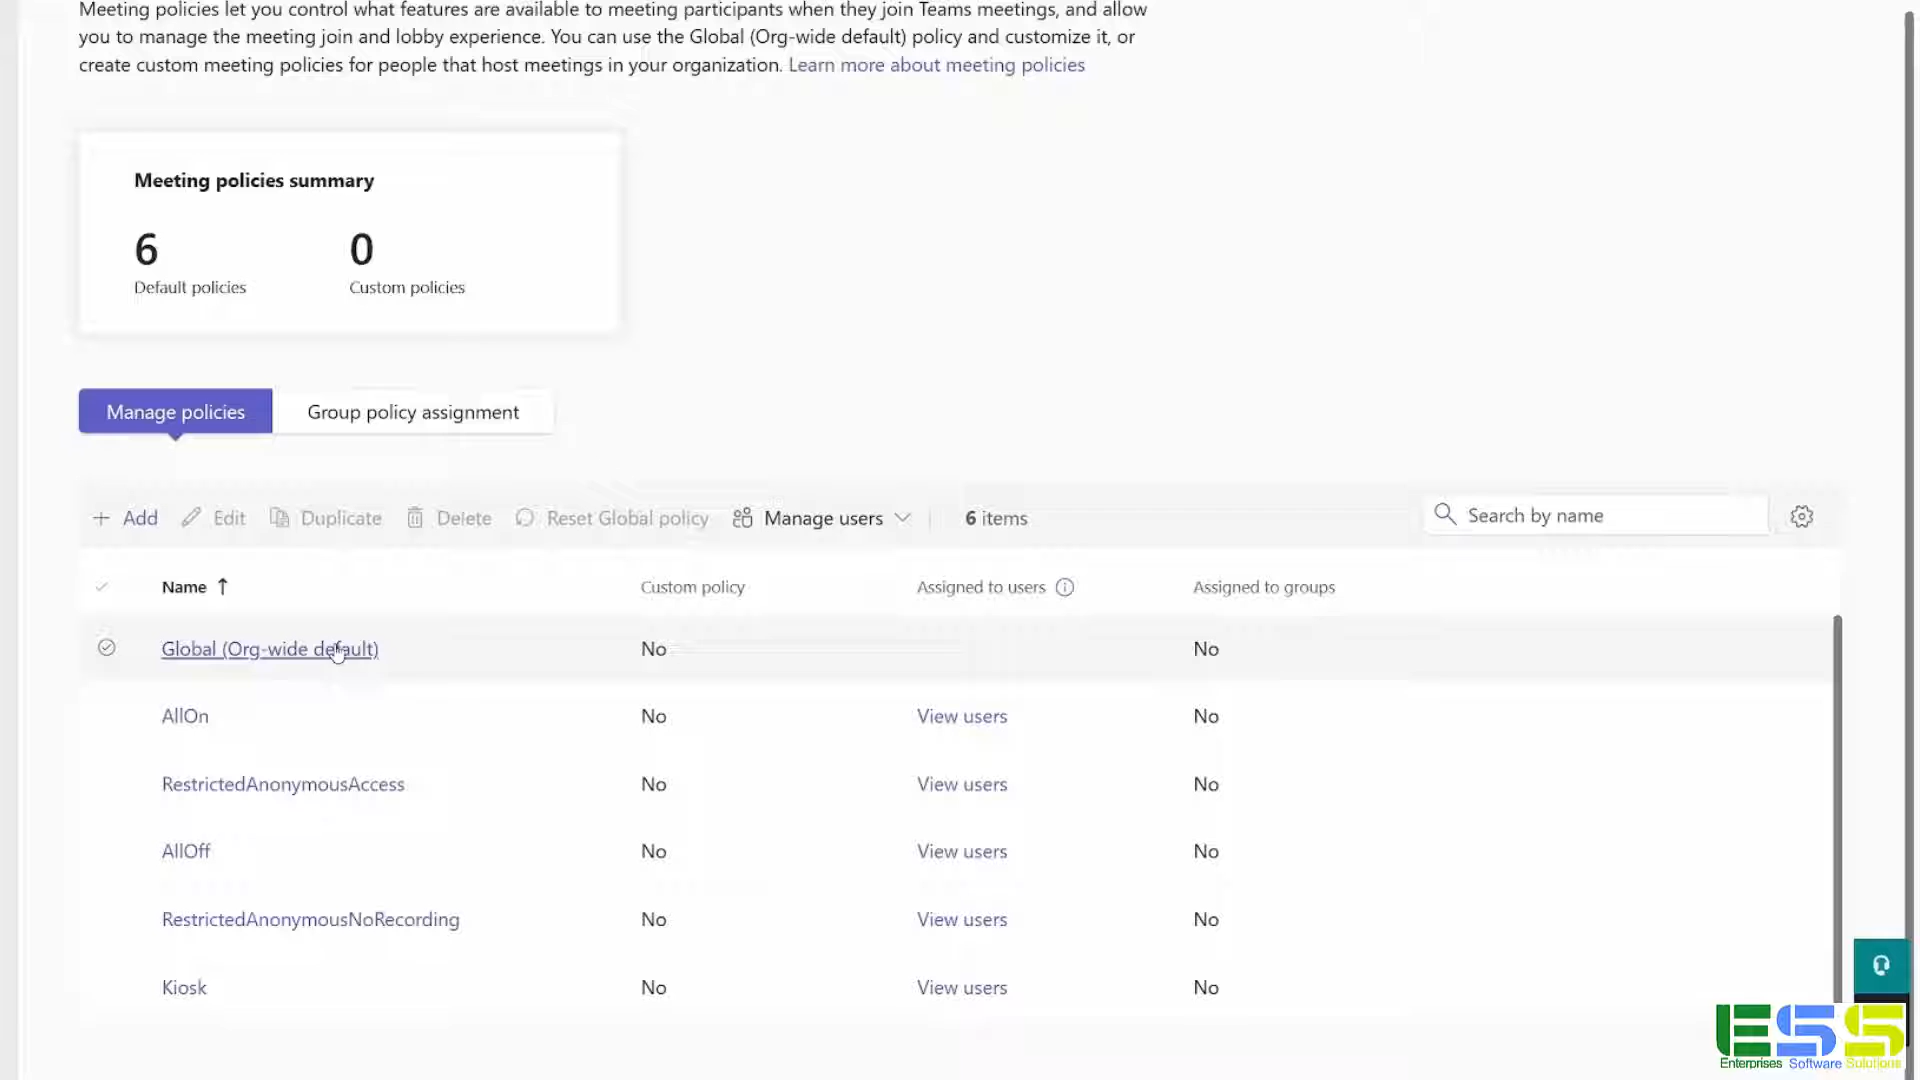 Meeting policies let you control what features are available to meeting participants when they join Teams meetings, and allow
you to manage the meeting join and lobby experience. You can use the Global (Org-wide default) policy and customize it, or
create custom meeting policies for people that host meetings in your organization. Learn more about meeting policies
Meeting policies summary
6 0
Default policies Custom policies
Manage policies Group policy assignment
Add Edit Duplicate Delete Reset Global policy Manage users 6 items Search by name
Name ↑ Custom policy Assigned to users Assigned to groups
Global (Org-wide default) No No
AllOn No View users No
RestrictedAnonymousAccess No View users No
AllOff No View users No
RestrictedAnonymousNoRecording No View users No
Kiosk No View users No
ESS
Enterprises Software Solutions